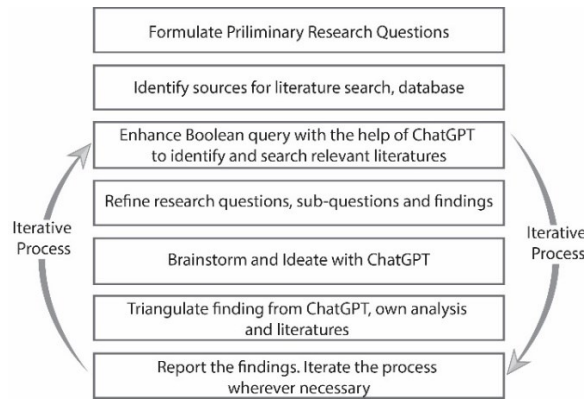 Formulate Priliminary Research Questions
Identify sources for literature search, database
Enhance Boolean query with the help of ChatGPT
to identify and search relevant literatures
Refine research questions, sub-questions and findings
Iterative
Process
Iterative
Process
Brainstorm and Ideate with ChatGPT
Triangulate finding from ChatGPT, own analysis
and literatures
Report the findings. Iterate the process
wherever necessary